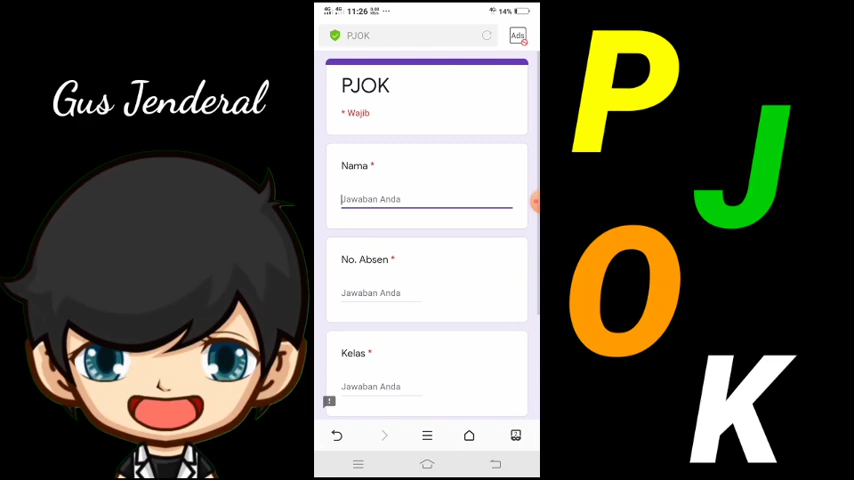 Gus Jenderal
11:26
4G 14%
PJOK
Ads
PJOK
* Wajib
Nama *
Jawaban Anda
No. Absen *
Jawaban Anda
Kelas *
Jawaban Anda
P
J
O
K